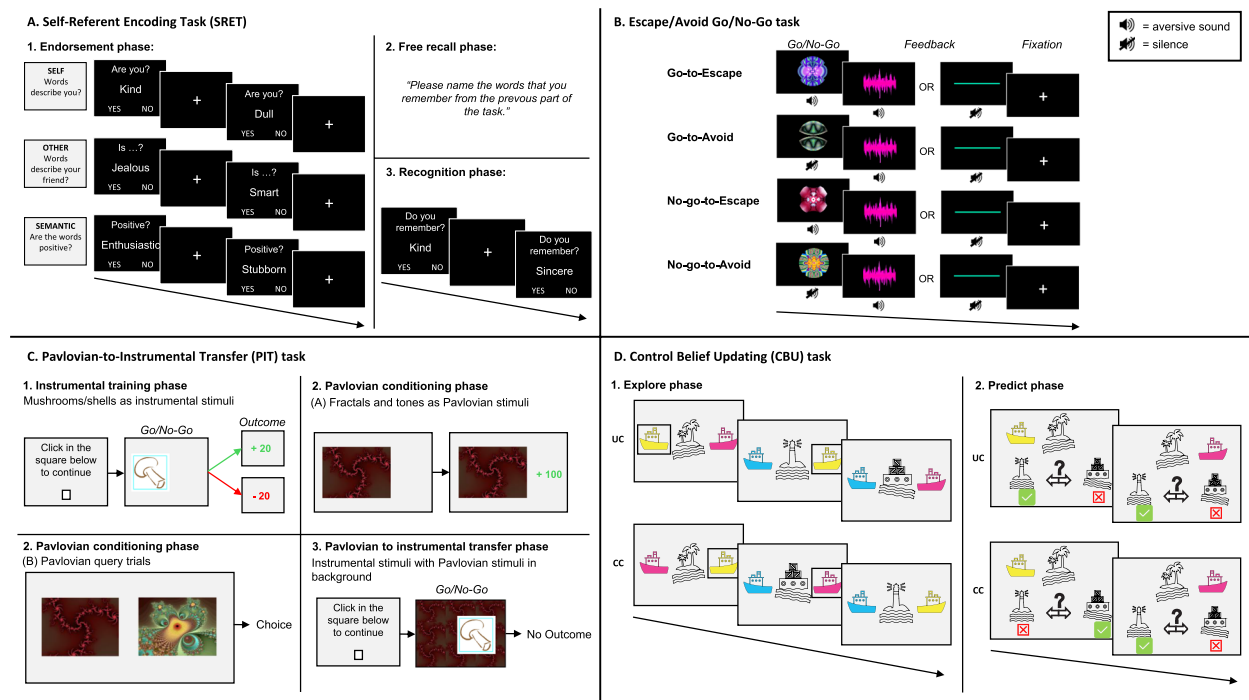 A. Self-Referent Encoding Task (SRET)
1. Endorsement phase:
SELF
Words
describe you?
Are you?
Kind
YES NO
+
Are you?
Dull
YES NO
+
OTHER
Words
describe your
friend?
Is ...?
Jealous
YES NO
+
Is ...?
Smart
YES NO
+
SEMANTIC
Are the words
positive?
Positive?
Enthusiastic
YES NO
+
Positive?
Stubborn
YES NO
+
2. Free recall phase:
“Please name the words that you
remember from the prevous part of
the task.”
3. Recognition phase:
Do you
remember?
Kind
YES NO
+
Do you
remember?
Sincere
YES NO
B. Escape/Avoid Go/No-Go task
= aversive sound
= silence
Go/No-Go Feedback Fixation
Go-to-Escape
OR
+
Go-to-Avoid
OR
+
No-go-to-Escape
OR
+
No-go-to-Avoid
OR
+
C. Pavlovian-to-Instrumental Transfer (PIT) task
1. Instrumental training phase
Mushrooms/shells as instrumental stimuli
Click in the
square below
to continue
Go/No-Go
Outcome
+ 20
- 20
2. Pavlovian conditioning phase
(A) Fractals and tones as Pavlovian stimuli
+ 100
2. Pavlovian conditioning phase
(B) Pavlovian query trials
Choice
3. Pavlovian to instrumental transfer phase
Instrumental stimuli with Pavlovian stimuli in
background
Go/No-Go
Click in the
square below
to continue
No Outcome
D. Control Belief Updating (CBU) task
1. Explore phase
UC
CC
2. Predict phase
UC
?
?
CC
?
?